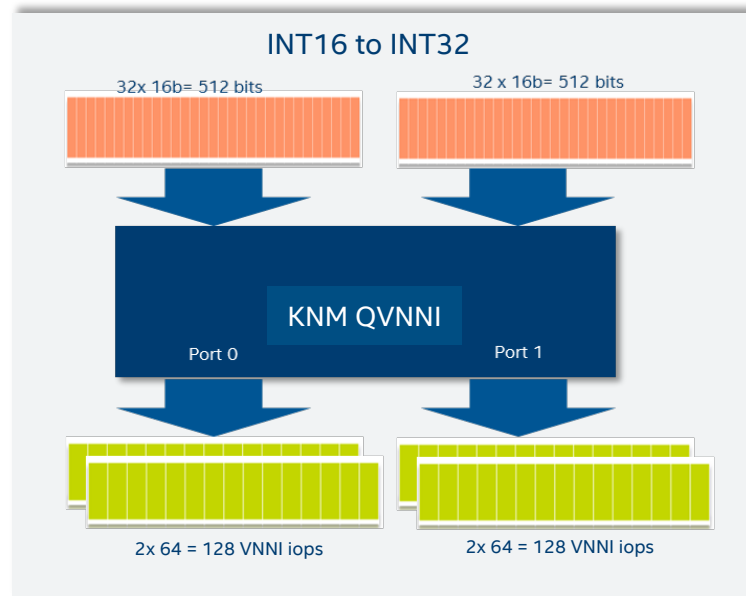 INT16 to INT32
32x 16b= 512 bits
32 x 16b= 512 bits
KNM QVNNI
Port 0
Port 1
2x 64 = 128 VNNI iops
2x 64 = 128 VNNI iops